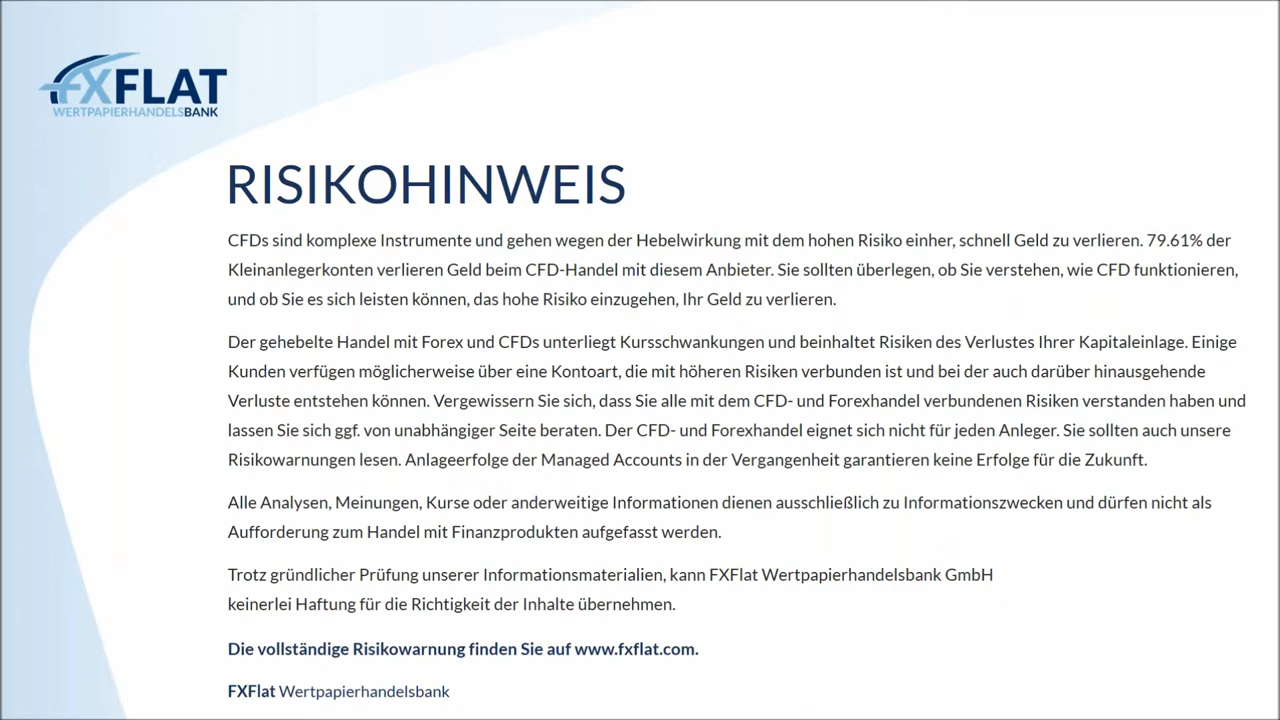 FXFLAT
WERTPAPIERHANDELSBANK
RISIKOHINWEIS
CFDs sind komplexe Instrumente und gehen wegen der Hebelwirkung mit dem hohen Risiko einher, schnell Geld zu verlieren. 79.61% der
Kleinanlegerkonten verlieren Geld beim CFD-Handel mit diesem Anbieter. Sie sollten überlegen, ob Sie verstehen, wie CFD funktionieren,
und ob Sie es sich leisten können, das hohe Risiko einzugehen, Ihr Geld zu verlieren.
Der gehebelte Handel mit Forex und CFDs unterliegt Kursschwankungen und beinhaltet Risiken des Verlustes Ihrer Kapitaleinlage. Einige
Kunden verfügen möglicherweise über eine Kontoart, die mit höheren Risiken verbunden ist und bei der auch darüber hinausgehende
Verluste entstehen können. Vergewissern Sie sich, dass Sie alle mit dem CFD- und Forexhandel verbundenen Risiken verstanden haben und
lassen Sie sich ggf. von unabhängiger Seite beraten. Der CFD- und Forexhandel eignet sich nicht für jeden Anleger. Sie sollten auch unsere
Risikowarnungen lesen. Anlageerfolge der Managed Accounts in der Vergangenheit garantieren keine Erfolge für die Zukunft.
Alle Analysen, Meinungen, Kurse oder anderweitige Informationen dienen ausschließlich zu Informationszwecken und dürfen nicht als
Aufforderung zum Handel mit Finanzprodukten aufgefasst werden.
Trotz gründlicher Prüfung unserer Informationsmaterialien, kann FXFlat Wertpapierhandelsbank GmbH
keinerlei Haftung für die Richtigkeit der Inhalte übernehmen.
Die vollständige Risikowarnung finden Sie auf www.fxflat.com.
FXFlat Wertpapierhandelsbank